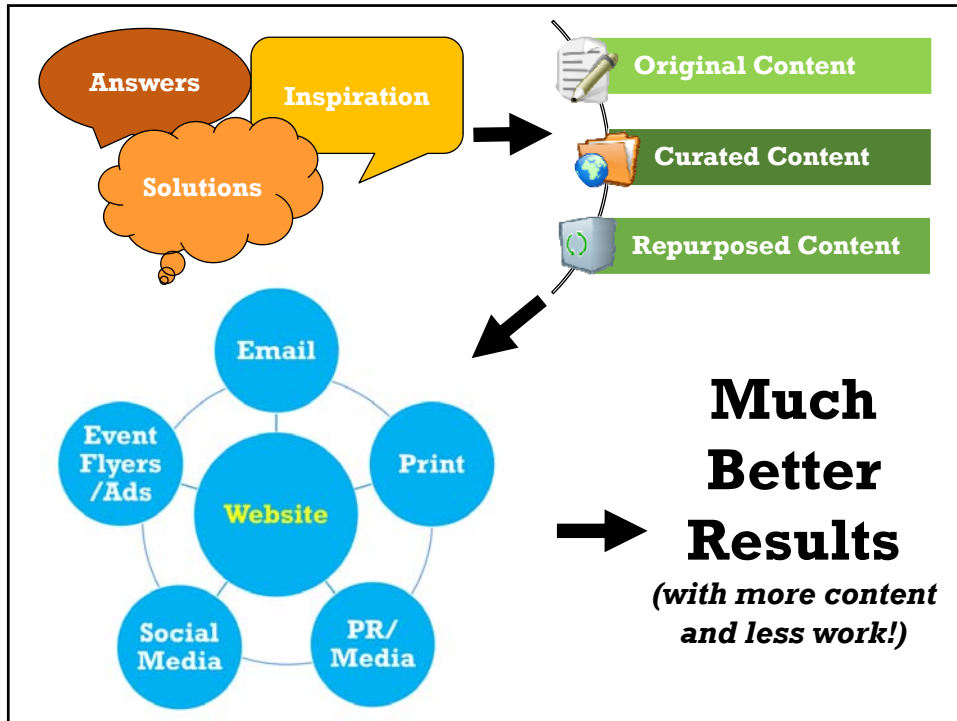 Answers
Inspiration
Solutions
Original Content
Curated Content
Repurposed Content
Email
Event
Flyers
/Ads
Print
Website
Social
Media
PR/
Media
Much
Better
Results
(with more content
and less work!)